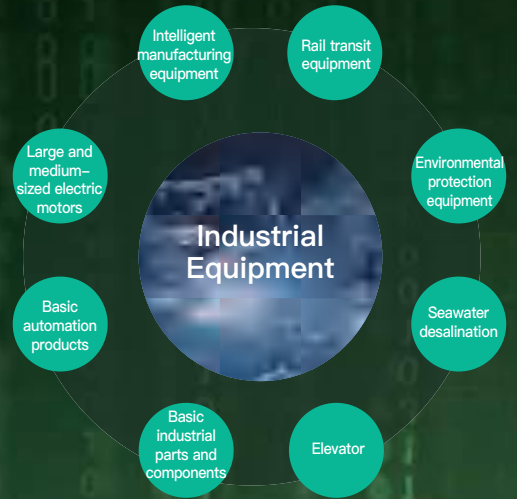 Intelligent
manufacturing
equipment
Rail transit
equipment
Large and
medium-
sized electric
motors
Environmental
protection
equipment
Industrial
Equipment
Basic
automation
products
Seawater
desalination
Basic
industrial
parts and
components
Elevator